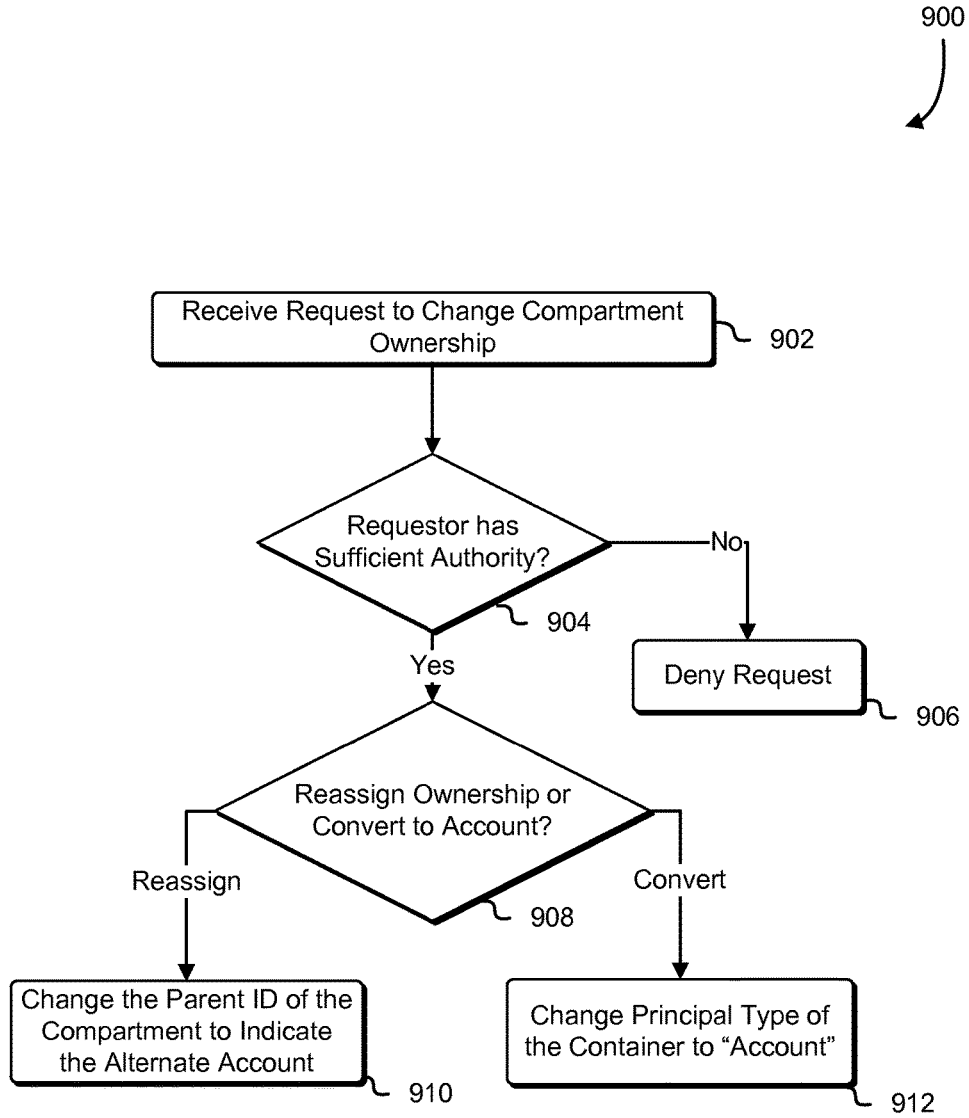 900
Receive Request to Change Compartment
Ownership
902
Requestor has
Sufficient Authority?
No
904
Yes
Deny Request
906
Reassign Ownership or
Convert to Account?
Reassign
Convert
908
Change the Parent ID of the
Compartment to Indicate
the Alternate Account
910
Change Principal Type of
the Container to “Account”
912